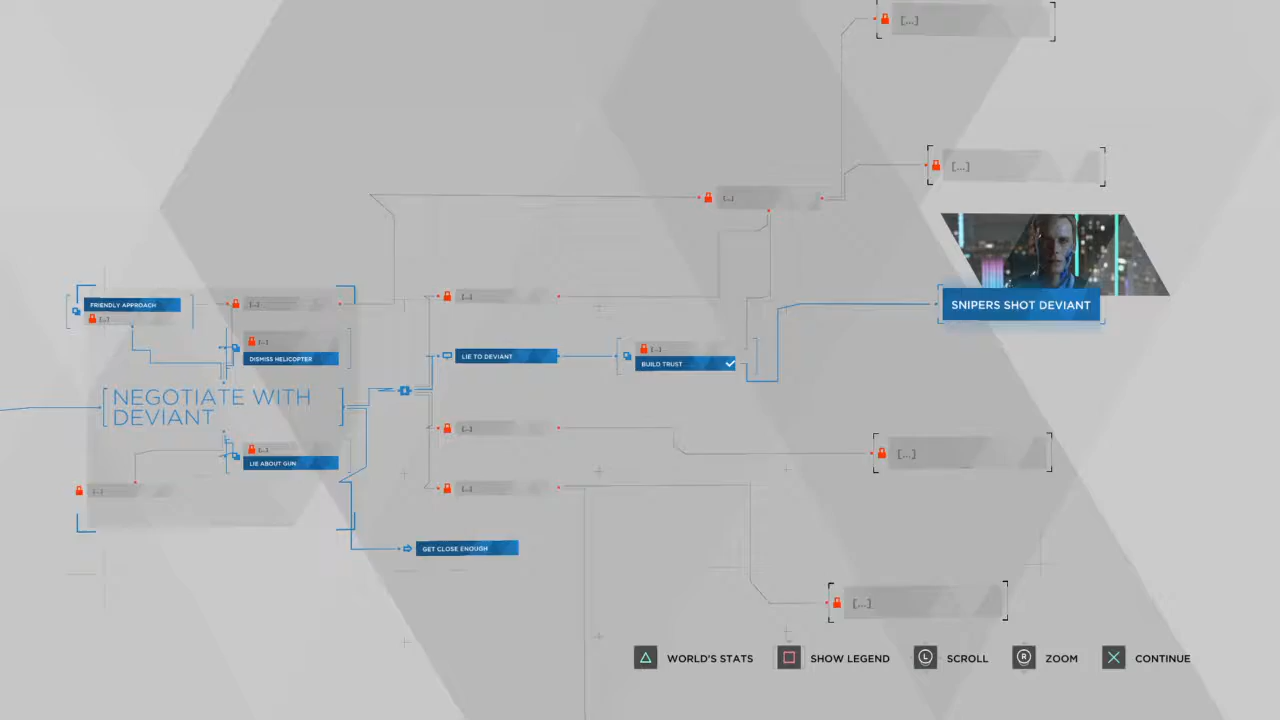 [...]
[...]
[...]
FRIENDLY APPROACH
[...]
[...]
[...]
DISMISS HELICOPTER
[...]
SNIPERS SHOT DEVIANT
LIE TO DEVIANT
[...]
BUILD TRUST
NEGOTIATE WITH
DEVIANT
[...]
LIE ABOUT GUN
[...]
[...]
[...]
[...]
GET CLOSE ENOUGH
[...]
WORLD'S STATS
SHOW LEGEND
L
SCROLL
R
ZOOM
CONTINUE